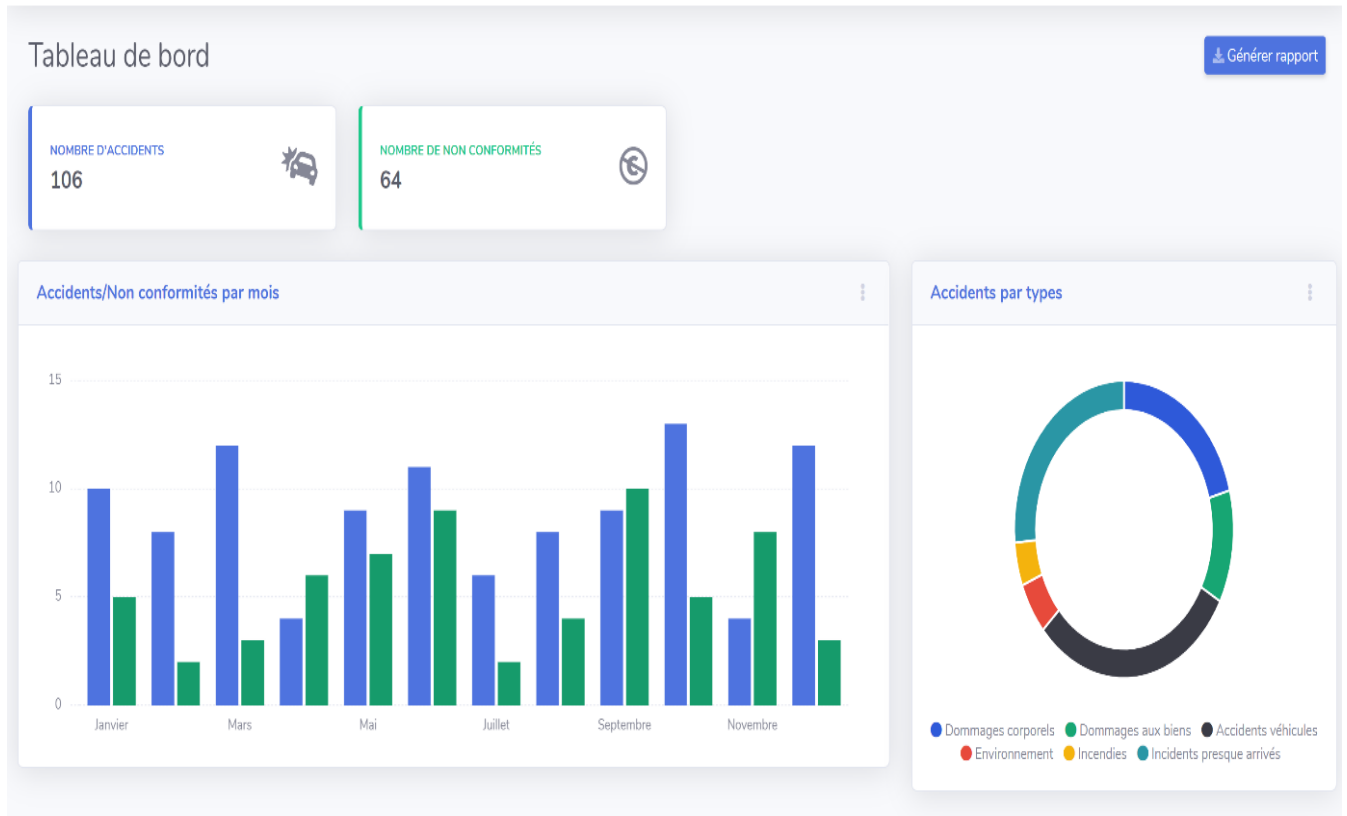 Tableau de bord
Générer rapport
NOMBRE D'ACCIDENTS
106
NOMBRE DE NON CONFORMITÉS
64
Accidents/Non conformités par mois
15
10
5
0
Janvier Mars Mai Juillet Septembre Novembre
Accidents par types
Dommages corporels Dommages aux biens Accidents véhicules
Environnement Incendies Incidents presque arrivés